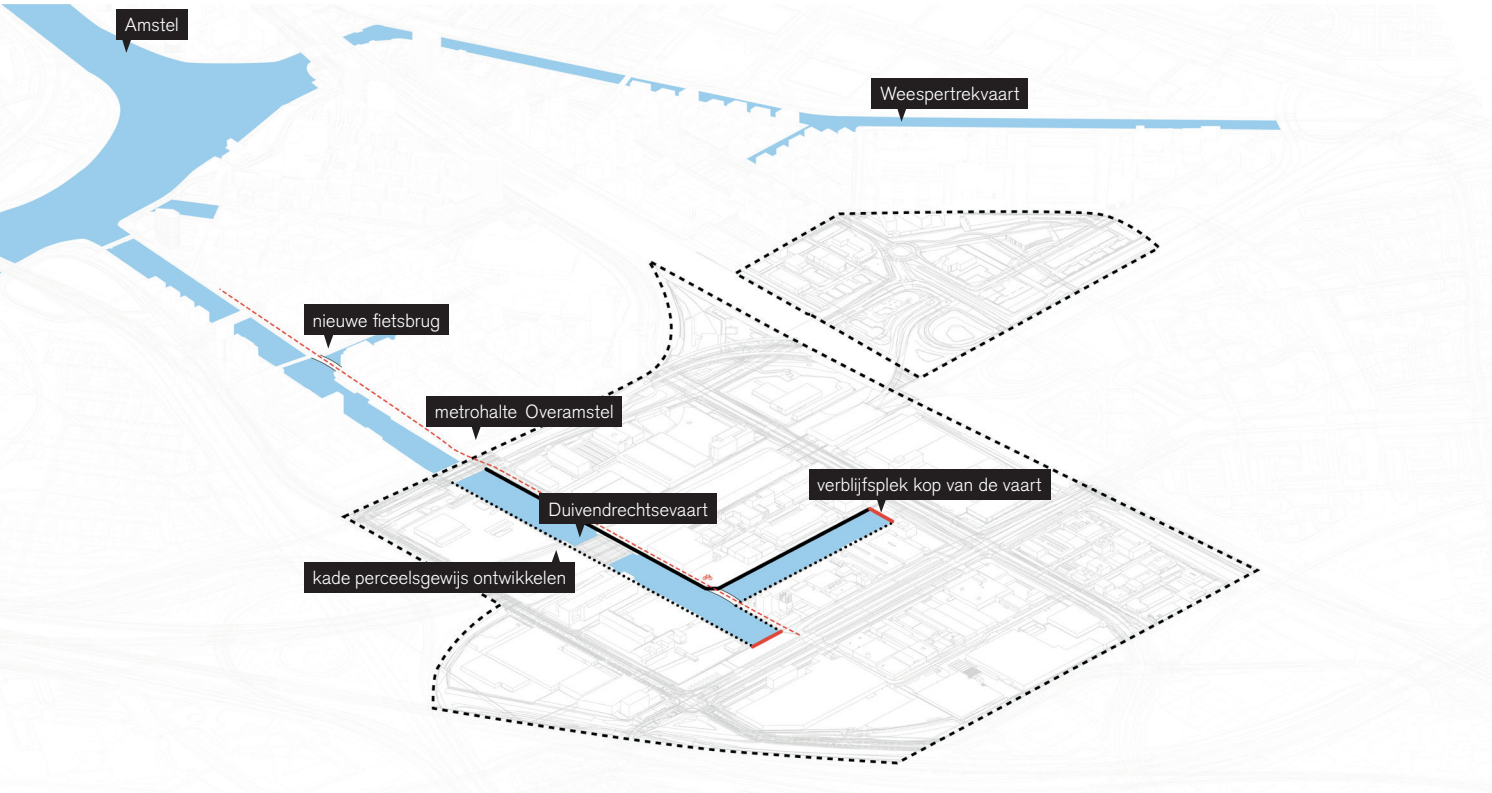 Amstel
Weespertrekvaart
nieuwe fietsbrug
metrohalte Overamstel
verblijfsplek kop van de vaart
Duivendrechtsevaart
kade perceelsgewijs ontwikkelen